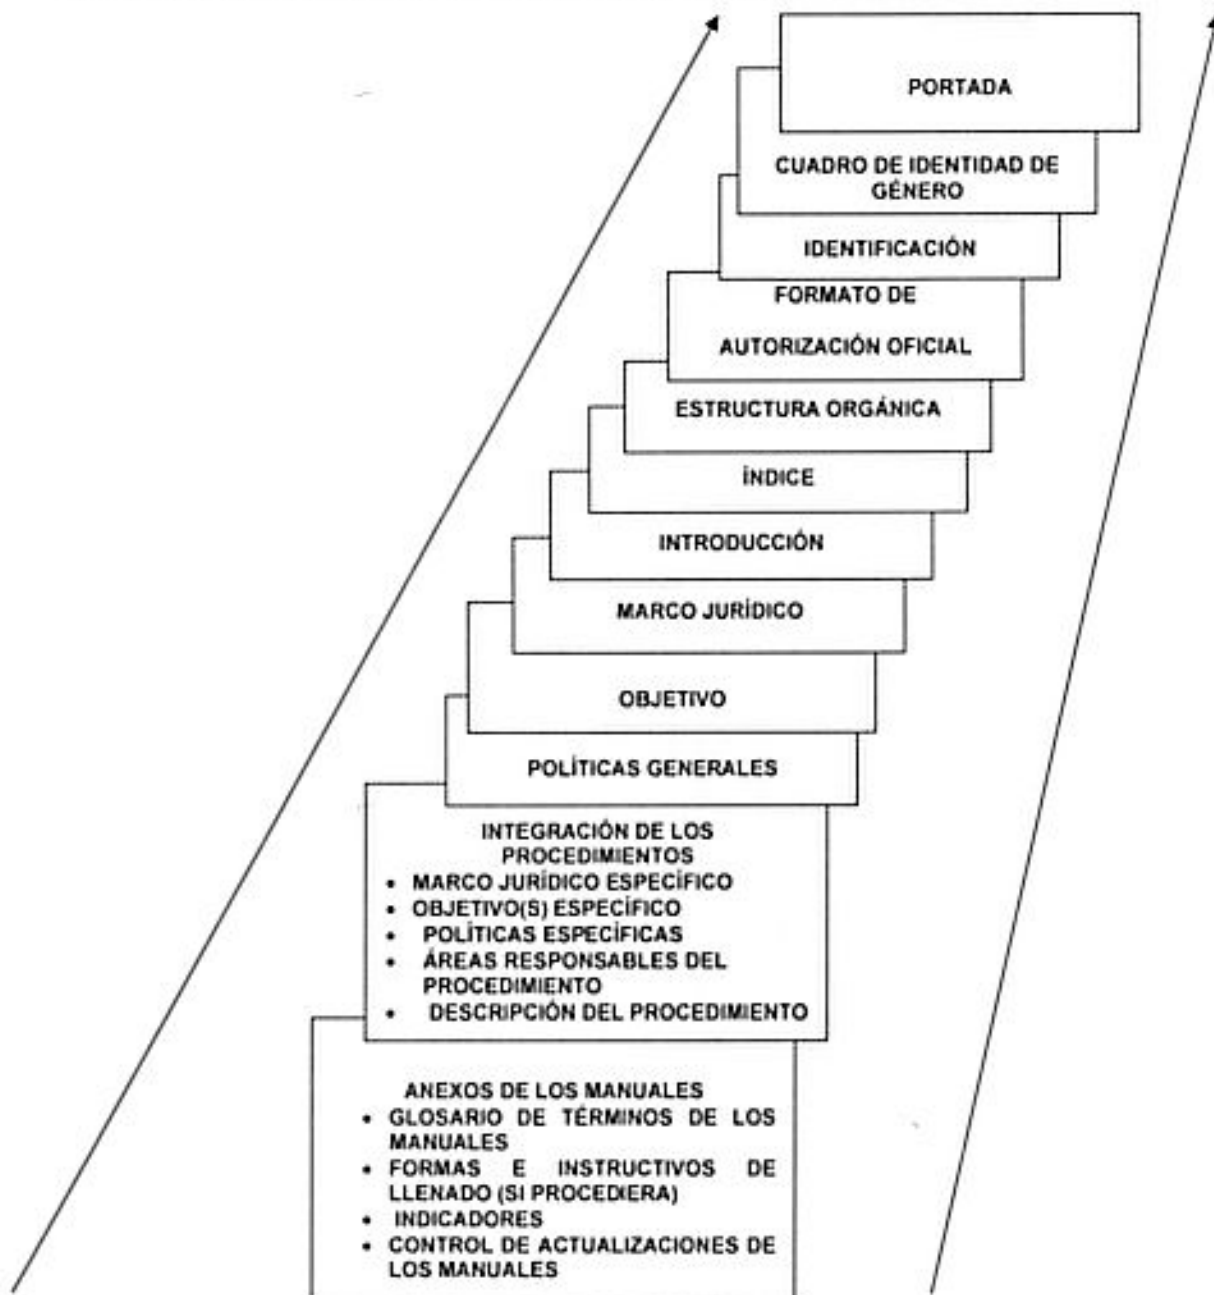 PORTADA
CUADRO DE IDENTIDAD DE
GÉNERO
IDENTIFICACIÓN
FORMATO DE
AUTORIZACIÓN OFICIAL
ESTRUCTURA ORGÁNICA
ÍNDICE
INTRODUCCIÓN
MARCO JURÍDICO
OBJETIVO
POLÍTICAS GENERALES
INTEGRACIÓN DE LOS
PROCEDIMIENTOS
• MARCO JURÍDICO ESPECÍFICO
• OBJETIVO(S) ESPECÍFICO
• POLÍTICAS ESPECÍFICAS
• ÁREAS RESPONSABLES DEL
PROCEDIMIENTO
• DESCRIPCIÓN DEL PROCEDIMIENTO
ANEXOS DE LOS MANUALES
• GLOSARIO DE TÉRMINOS DE LOS
MANUALES
• FORMAS E INSTRUCTIVOS DE
LLENADO (SI PROCEDIERA)
• INDICADORES
• CONTROL DE ACTUALIZACIONES DE
LOS MANUALES